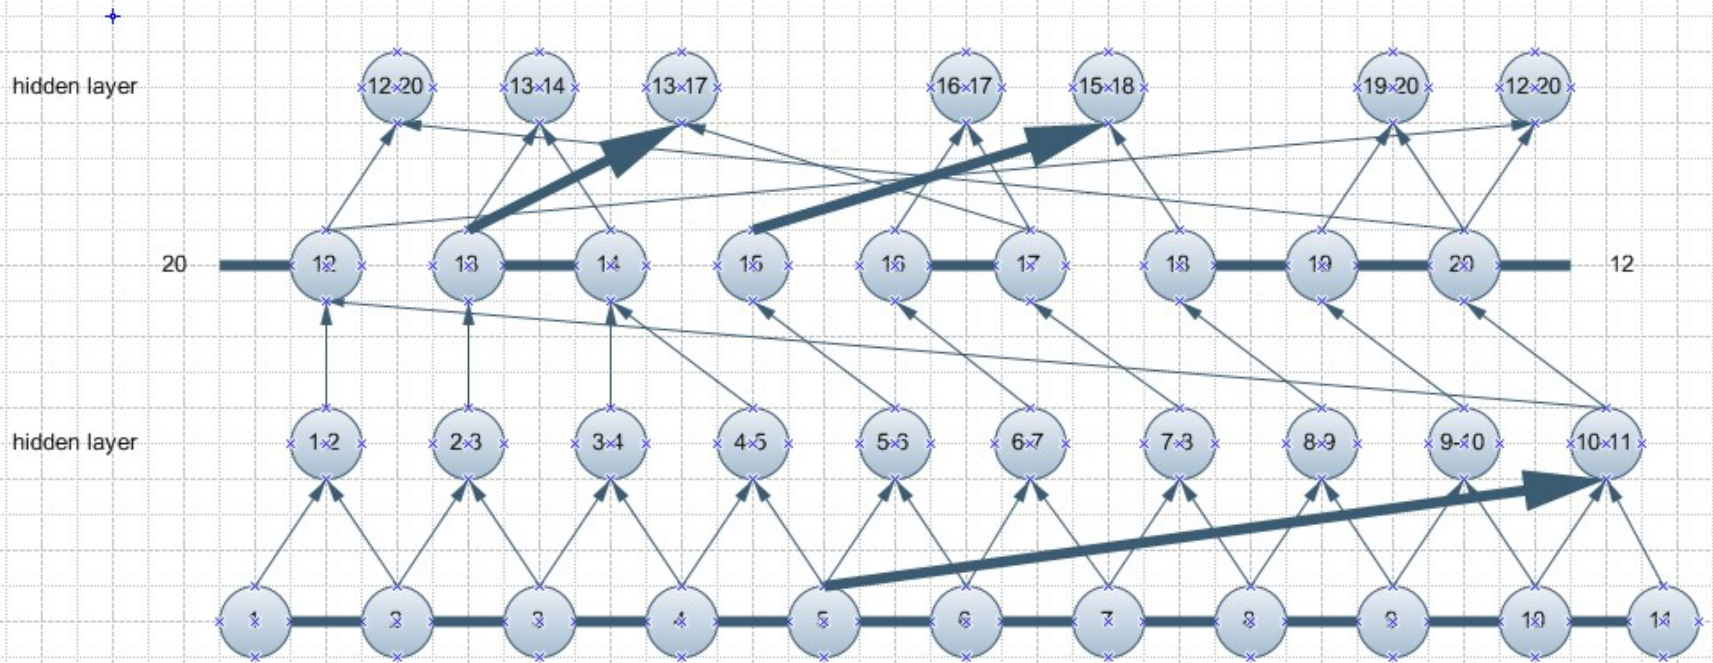 hidden layer 12-20 13-14 13-17 16-17 15-18 19-20 12-20
20 12 13 14 15 16 17 18 19 20 12
hidden layer 1-2 2-3 3-4 4-5 5-6 6-7 7-8 8-9 9-10 10-11
1 2 3 4 5 6 7 8 9 10 11